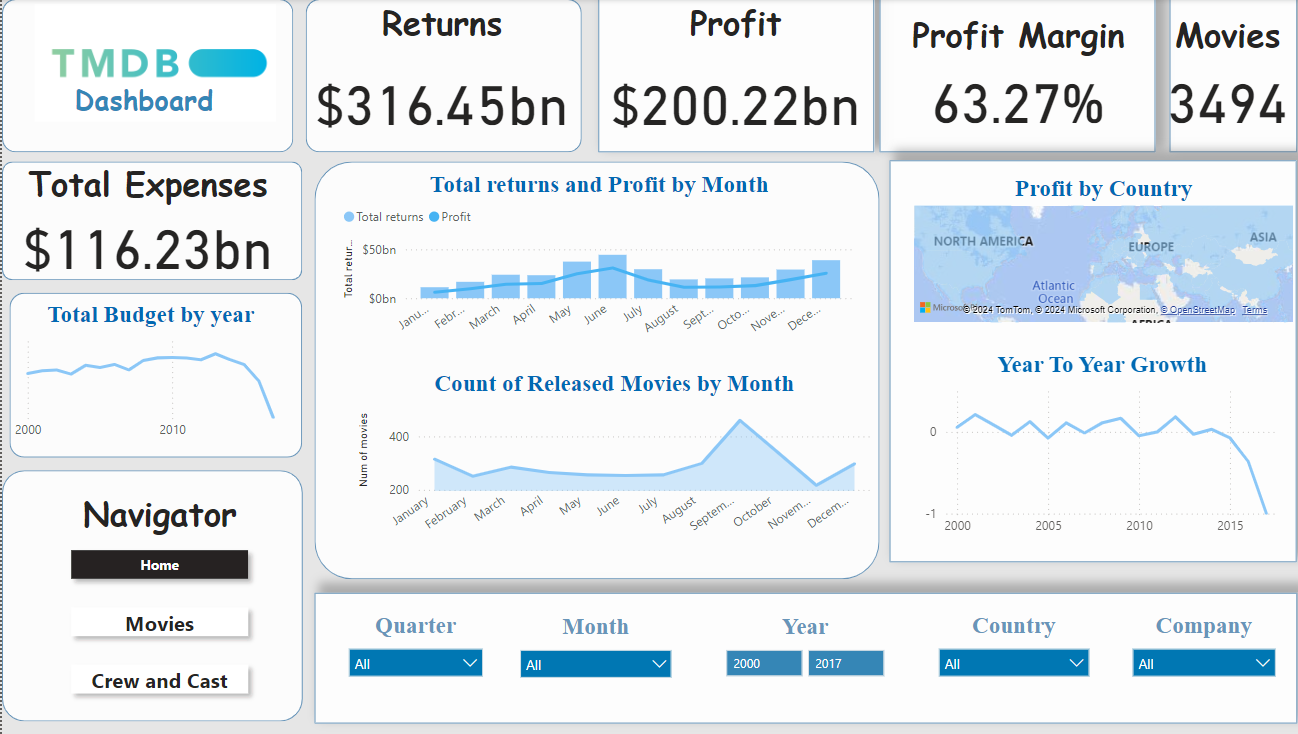 TMDB
Dashboard
Returns
$316.45bn
Profit
$200.22bn
Profit Margin
63.27%
Movies
3494
Total Expenses
$116.23bn
Total Budget by year
2000
2010
Navigator
Home
Movies
Crew and Cast
Total returns and Profit by Month
Total returns
Profit
Total retur...
$50bn
$0bn
Janu...
Febr...
March
April
May
June
July
August
Sept...
Octo...
Nove...
Dece...
Count of Released Movies by Month
Num of movies
400
200
January
February
March
April
May
June
July
August
Septem...
October
Novem...
Decem...
Profit by Country
NORTH AMERICA
EUROPE
ASIA
Atlantic
Ocean
AFRICA
© 2024 TomTom, © 2024 Microsoft Corporation, © OpenStreetMap Terms
Year To Year Growth
0
-1
2000
2005
2010
2015
Quarter
All
Month
All
Year
2000
2017
Country
All
Company
All